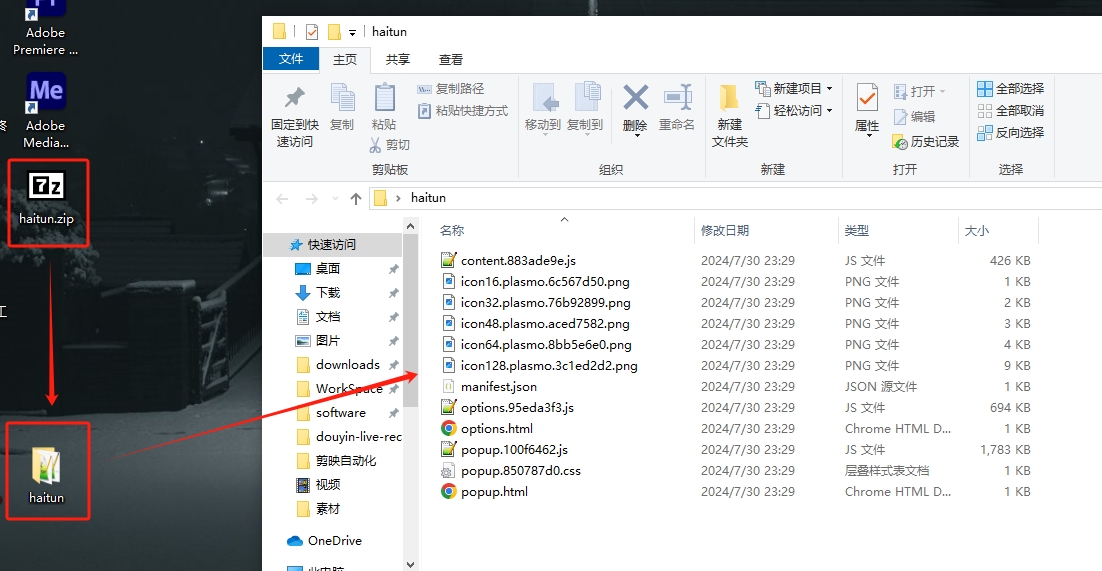 Adobe
Premiere ...
Me
Adobe
Media...
7z
haitun.zip
haitun
haitun
文件
主页
共享
查看
固定到快
速访问
复制
粘贴
复制路径
粘贴快捷方式
剪切
剪贴板
移动到
复制到
删除
重命名
组织
新建
文件夹
新建项目
轻松访问
新建
属性
打开
编辑
历史记录
打开
全部选择
全部取消
反向选择
选择
haitun
快速访问
桌面
下载
文档
图片
downloads
WorkSpace
software
douyin-live-rec
剪映自动化
视频
素材
OneDrive
此电脑
名称 修改日期 类型 大小
content.883ade9e.js 2024/7/30 23:29 JS 文件 426 KB
icon16.plasmo.6c567d50.png 2024/7/30 23:29 PNG 文件 1 KB
icon32.plasmo.76b92899.png 2024/7/30 23:29 PNG 文件 2 KB
icon48.plasmo.aced7582.png 2024/7/30 23:29 PNG 文件 3 KB
icon64.plasmo.8bb5e6e0.png 2024/7/30 23:29 PNG 文件 4 KB
icon128.plasmo.3c1ed2d2.png 2024/7/30 23:29 PNG 文件 9 KB
manifest.json 2024/7/30 23:29 JSON 源文件 1 KB
options.95eda3f3.js 2024/7/30 23:29 JS 文件 694 KB
options.html 2024/7/30 23:29 Chrome HTML D... 1 KB
popup.100f6462.js 2024/7/30 23:29 JS 文件 1,783 KB
popup.850787d0.css 2024/7/30 23:29 层叠样式表文档 1 KB
popup.html 2024/7/30 23:29 Chrome HTML D... 1 KB